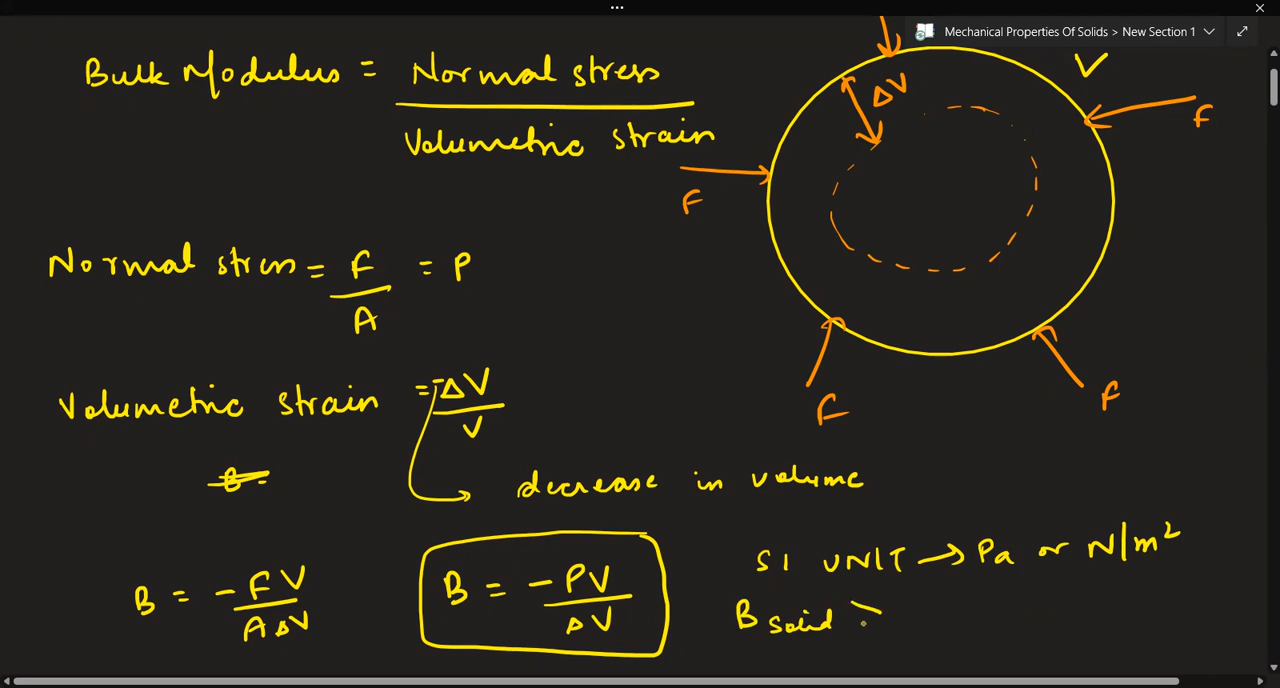 Mechanical Properties Of Solids > New Section 1
Bulk Modulus = Normal stress / Volumetric strain
V
ΔV
F
F
Normal stress = F/A = P
F
F
Volumetric strain = -ΔV/V
B =
decrease in volume
B = -FV/AΔV
B = -PV/ΔV
SI UNIT → Pa or N/m²
B solid >